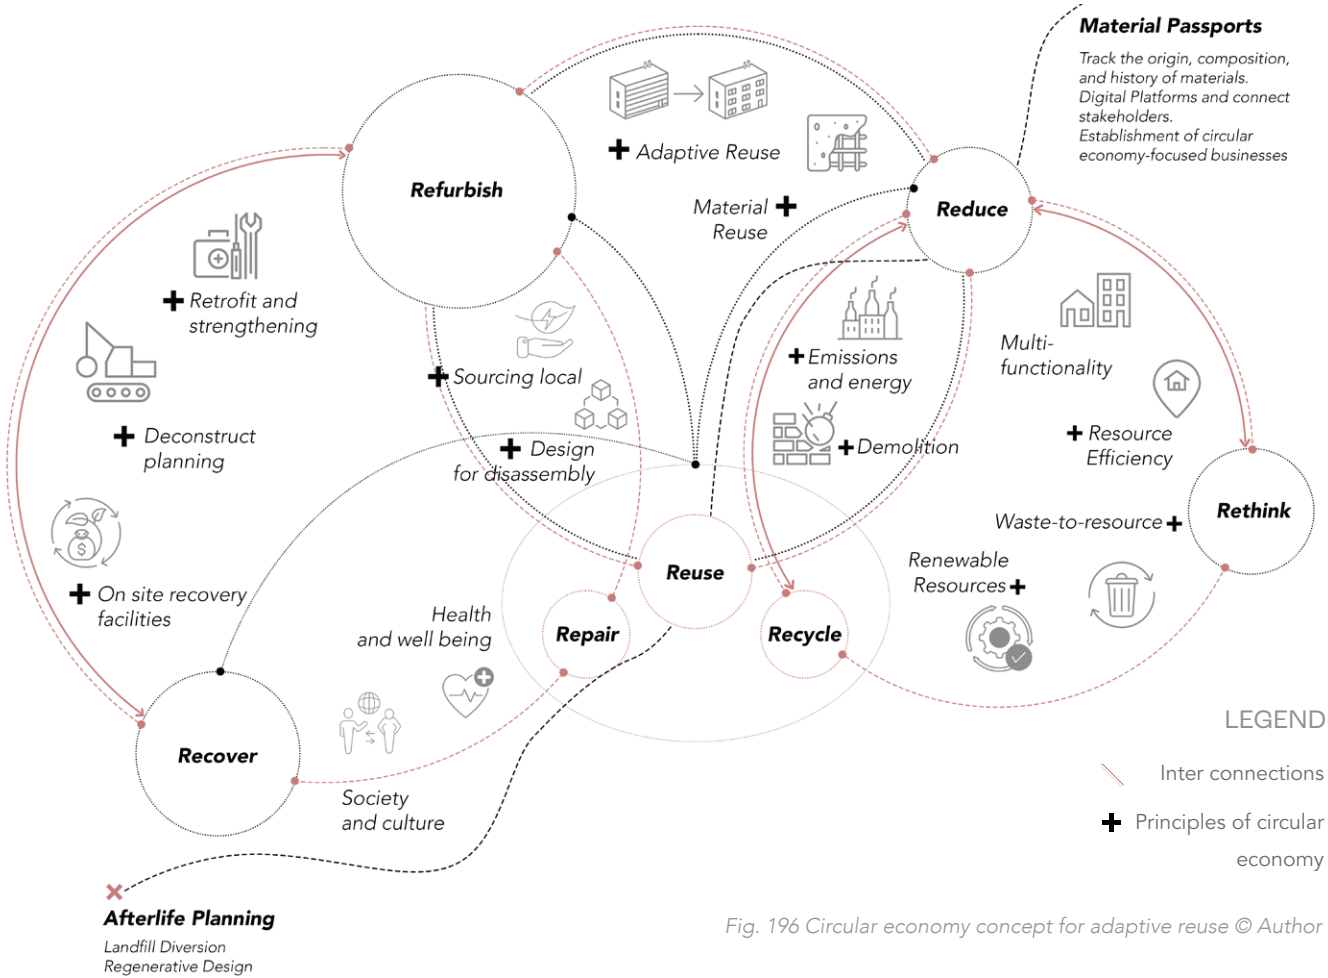 Material Passports
Track the origin, composition,
and history of materials.
Digital Platforms and connect
stakeholders.
Establishment of circular
economy-focused businesses
Adaptive Reuse
Refurbish
Material
Reuse
Reduce
Retrofit and
strengthening
Sourcing local
Emissions
and energy
Multi-
functionality
Deconstruct
planning
Design
for disassembly
Demolition
Resource
Efficiency
Rethink
Waste-to-resource
Renewable
Resources
Reuse
On site recovery
facilities
Health
and well being
Repair
Recycle
Recover
Society
and culture
LEGEND
Inter connections
Principles of circular
economy
Afterlife Planning
Landfill Diversion
Regenerative Design
Fig. 196 Circular economy concept for adaptive reuse © Author